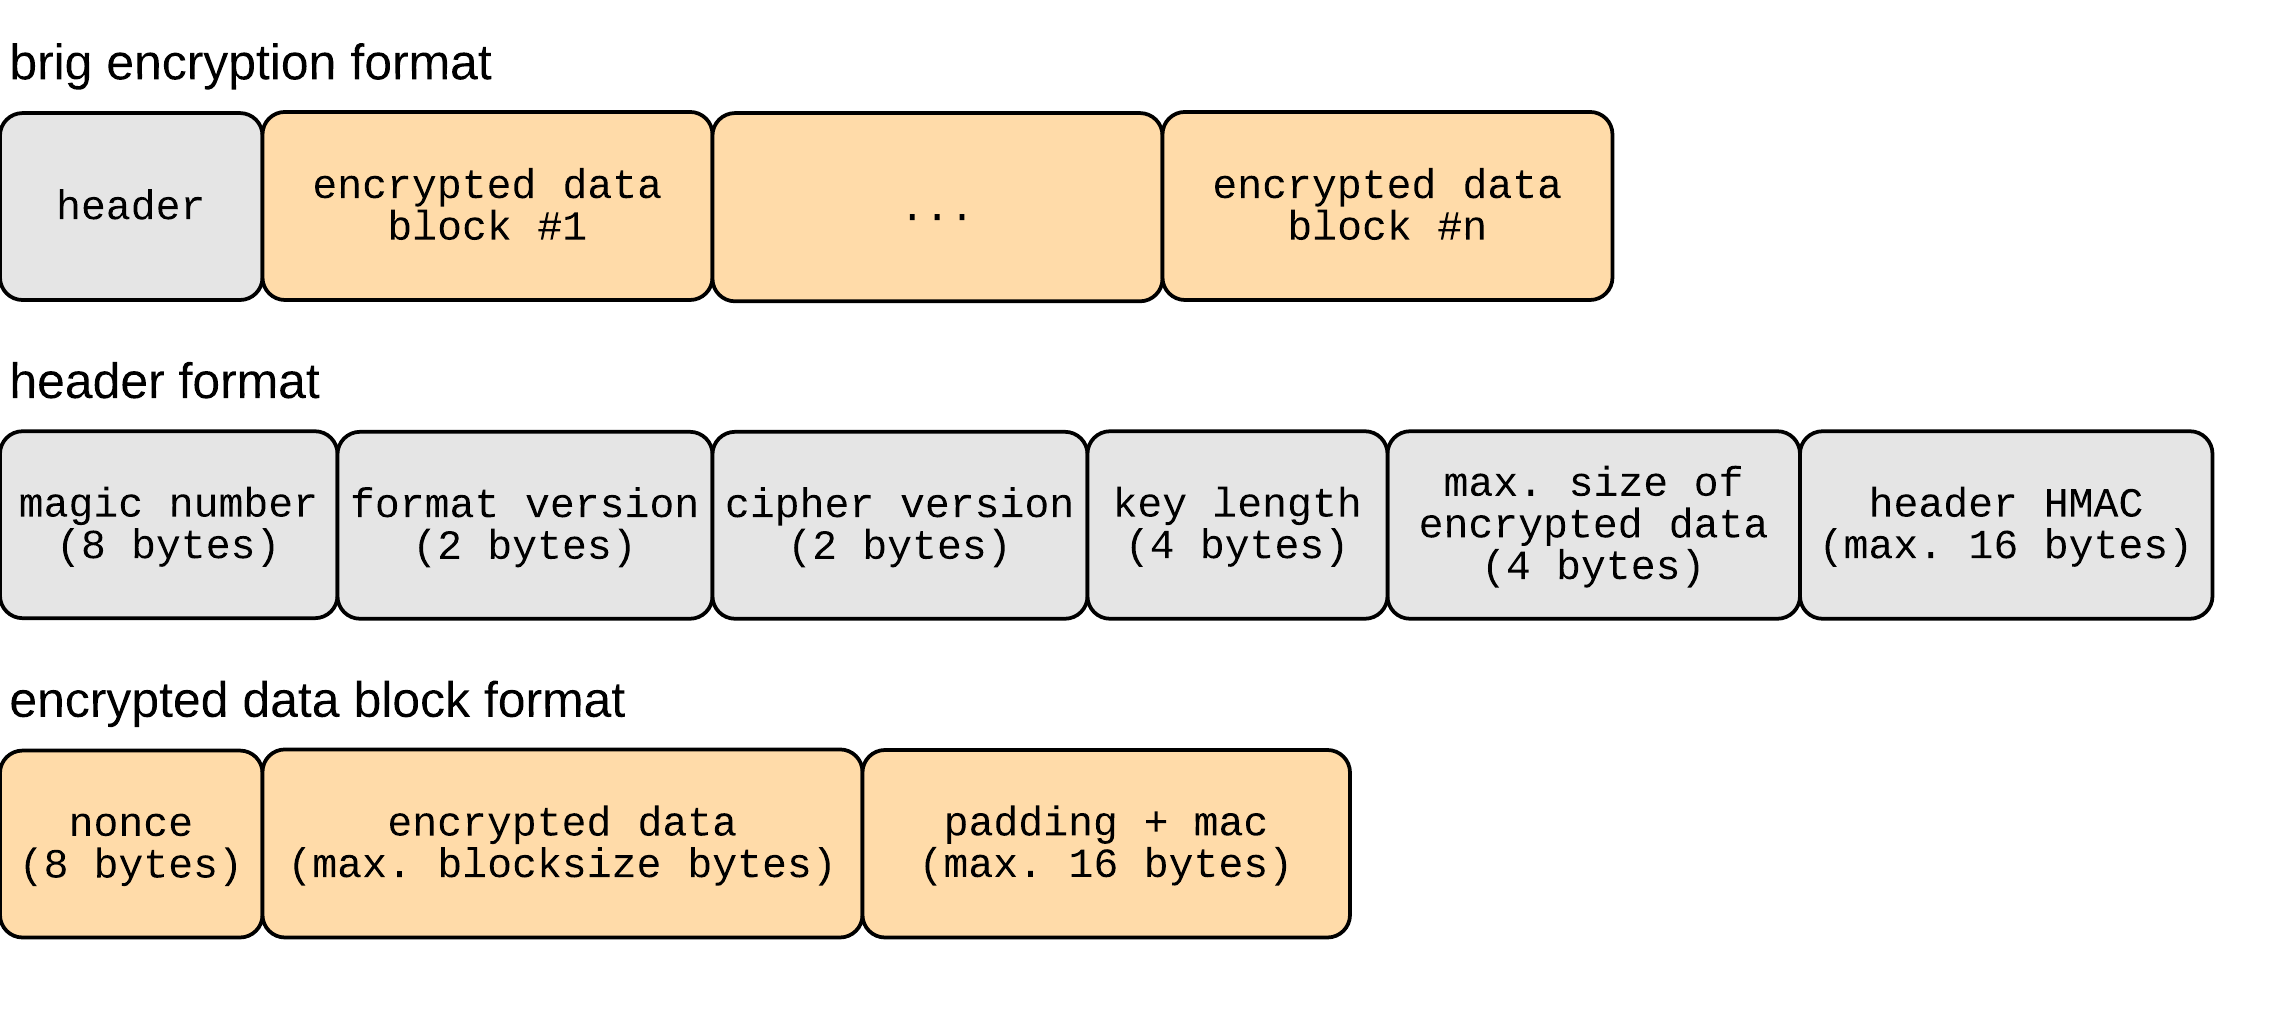 brig encryption format
header
encrypted data
block #1
...
encrypted data
block #n
header format
magic number
(8 bytes)
format version
(2 bytes)
cipher version
(2 bytes)
key length
(4 bytes)
max. size of
encrypted data
(4 bytes)
header HMAC
(max. 16 bytes)
encrypted data block format
nonce
(8 bytes)
encrypted data
(max. blocksize bytes)
padding + mac
(max. 16 bytes)